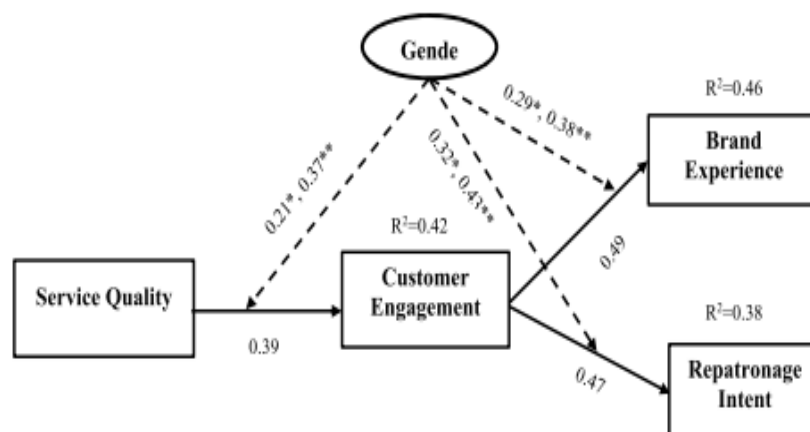 Gende
R²=0.46
0.29*, 0.38**
Brand
Experience
0.32*, 0.43**
0.21*, 0.37**
R²=0.42
Customer
Engagement
0.49
Service Quality
0.39
R²=0.38
0.47
Repatronage
Intent